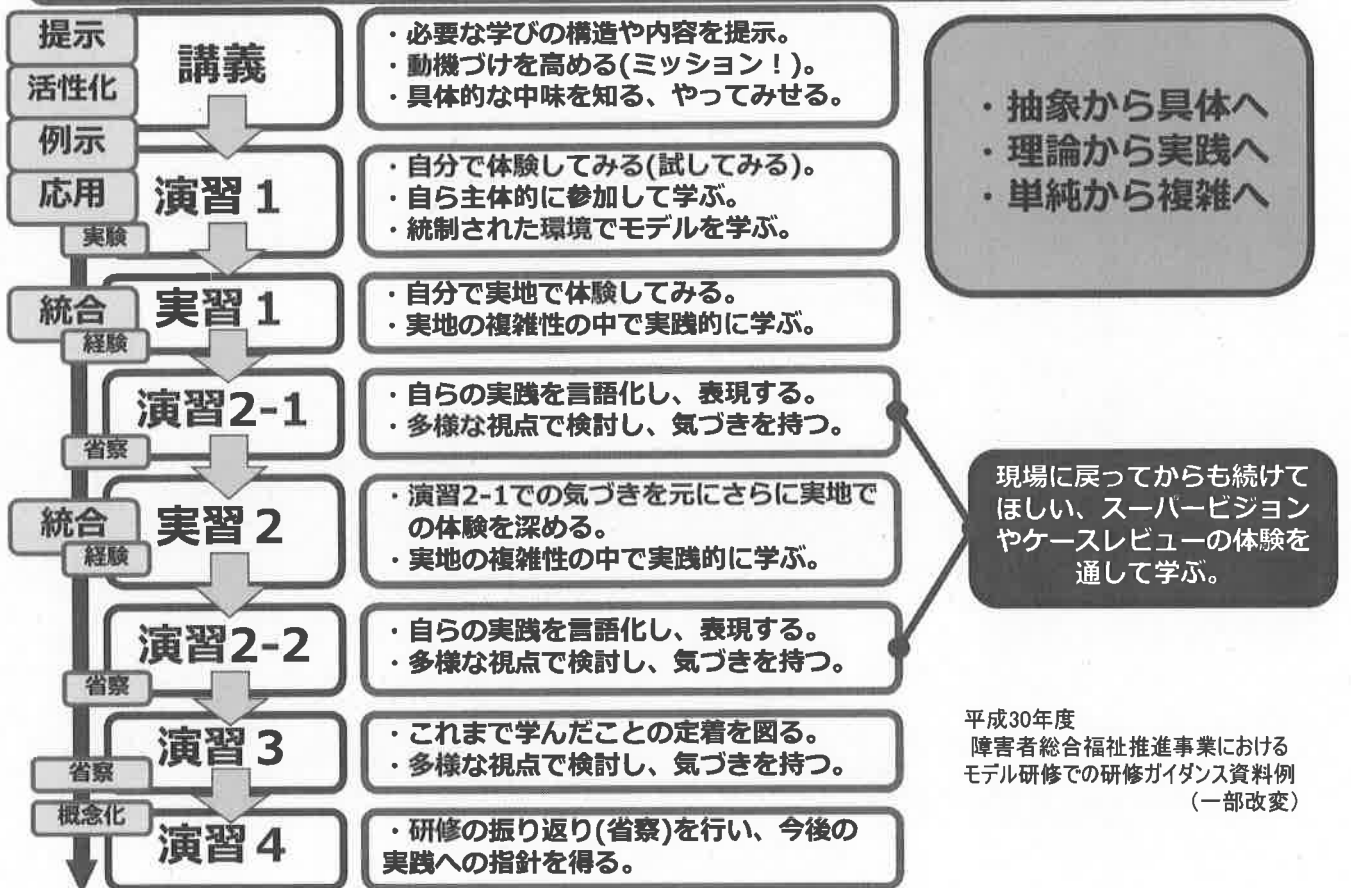 提示
活性化
例示
応用
講義
・必要な学びの構造や内容を提示。
・動機づけを高める(ミッション！)。
・具体的な中味を知る、やってみせる。
・抽象から具体へ
・理論から実践へ
・単純から複雑へ
演習１
・自分で体験してみる(試してみる)。
・自ら主体的に参加して学ぶ。
・統制された環境でモデルを学ぶ。
実験
統合
実習１
・自分で実地で体験してみる。
・実地の複雑性の中で実践的に学ぶ。
経験
演習2-1
・自らの実践を言語化し、表現する。
・多様な視点で検討し、気づきを持つ。
省察
統合
実習２
・演習2-1での気づきを元にさらに実地で
の体験を深める。
・実地の複雑性の中で実践的に学ぶ。
経験
現場に戻ってからも続けて
ほしい、スーパービジョン
やケースレビューの体験を
通して学ぶ。
演習2-2
・自らの実践を言語化し、表現する。
・多様な視点で検討し、気づきを持つ。
省察
演習３
・これまで学んだことの定着を図る。
・多様な視点で検討し、気づきを持つ。
省察
概念化
演習４
・研修の振り返り(省察)を行い、今後の
実践への指針を得る。
平成30年度
障害者総合福祉推進事業における
モデル研修での研修ガイダンス資料例
（一部改変）